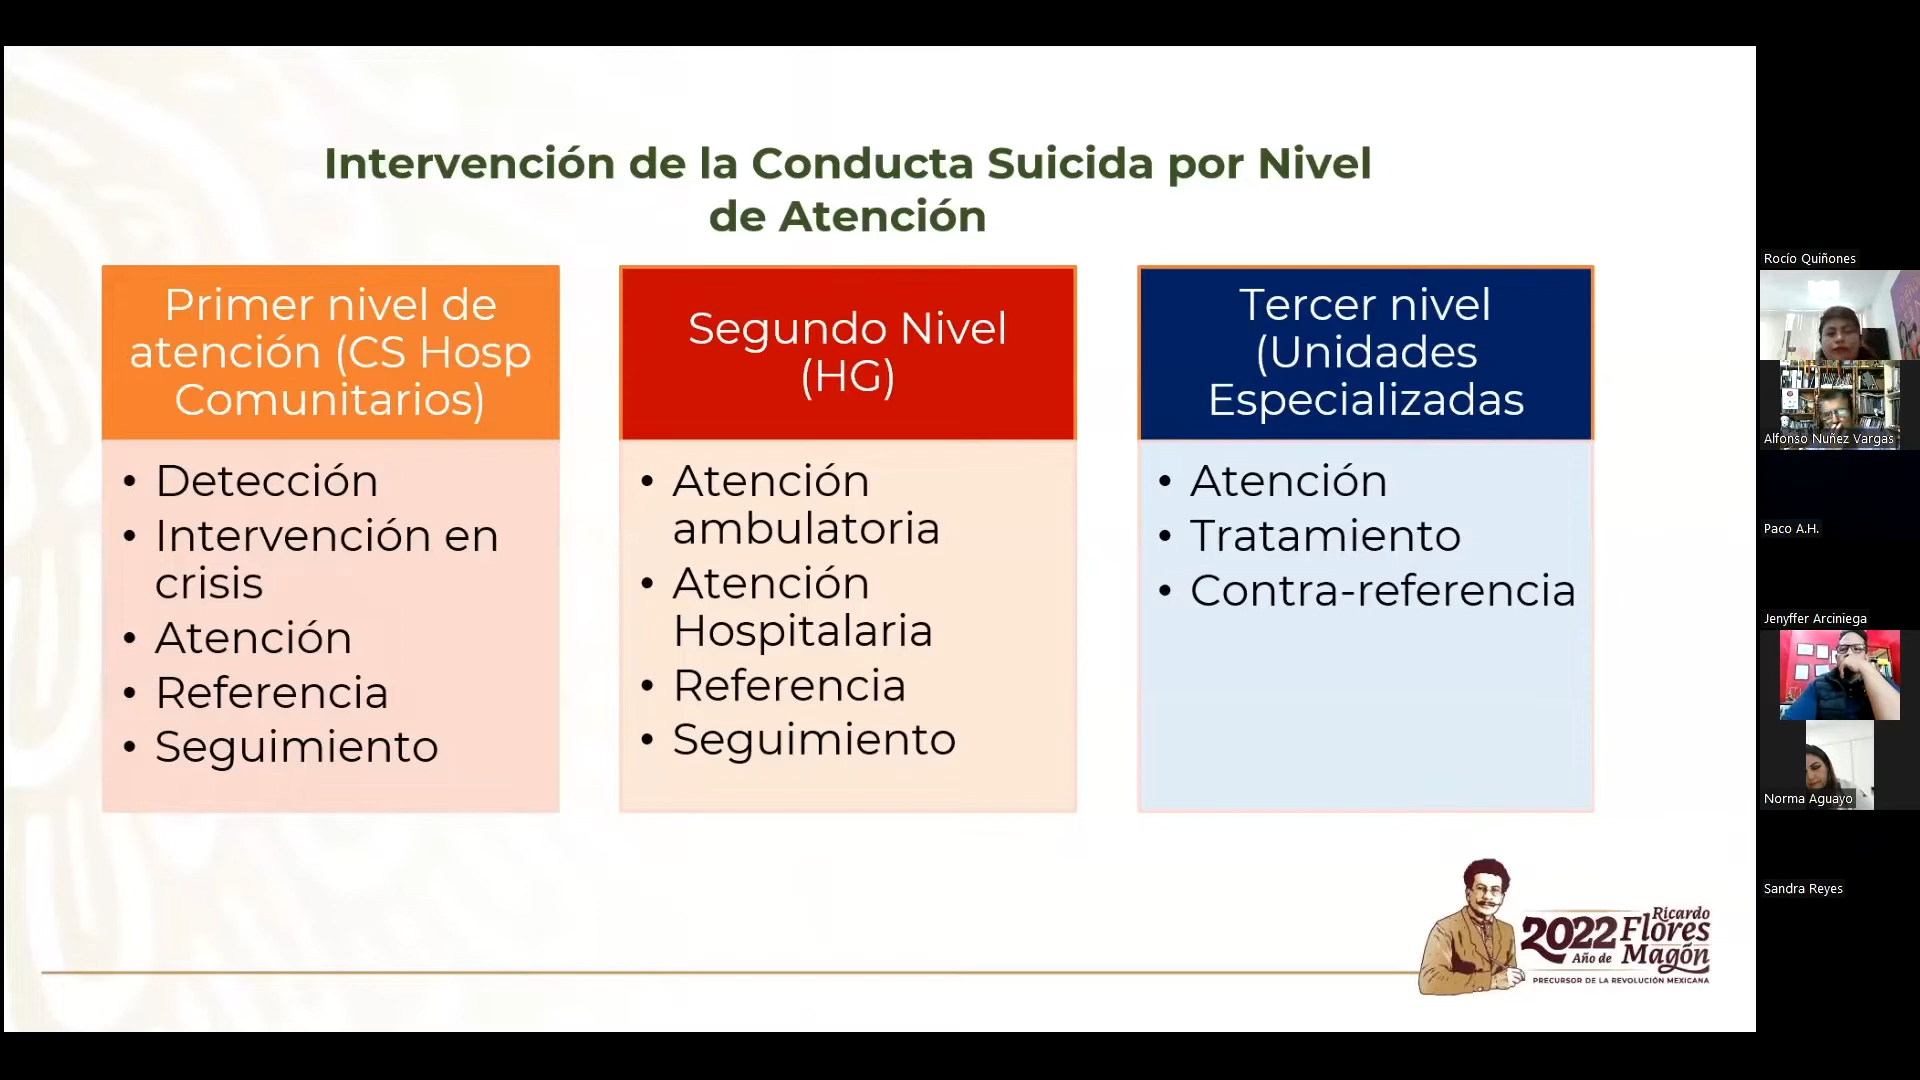 Intervención de la Conducta Suicida por Nivel
de Atención
Primer nivel de
atención (CS Hosp
Comunitarios)
• Detección
• Intervención en
crisis
• Atención
• Referencia
• Seguimiento
Segundo Nivel
(HG)
• Atención
ambulatoria
• Atención
Hospitalaria
• Referencia
• Seguimiento
Tercer nivel
(Unidades
Especializadas
• Atención
• Tratamiento
• Contra-referencia
2022 Ricardo
Flores
Año de Magón
PRECURSOR DE LA REVOLUCIÓN MEXICANA
Rocío Quiñones
Alfonso Nuñez Vargas
Paco A.H.
Jenyffer Arciniega
Norma Aguayo
Sandra Reyes